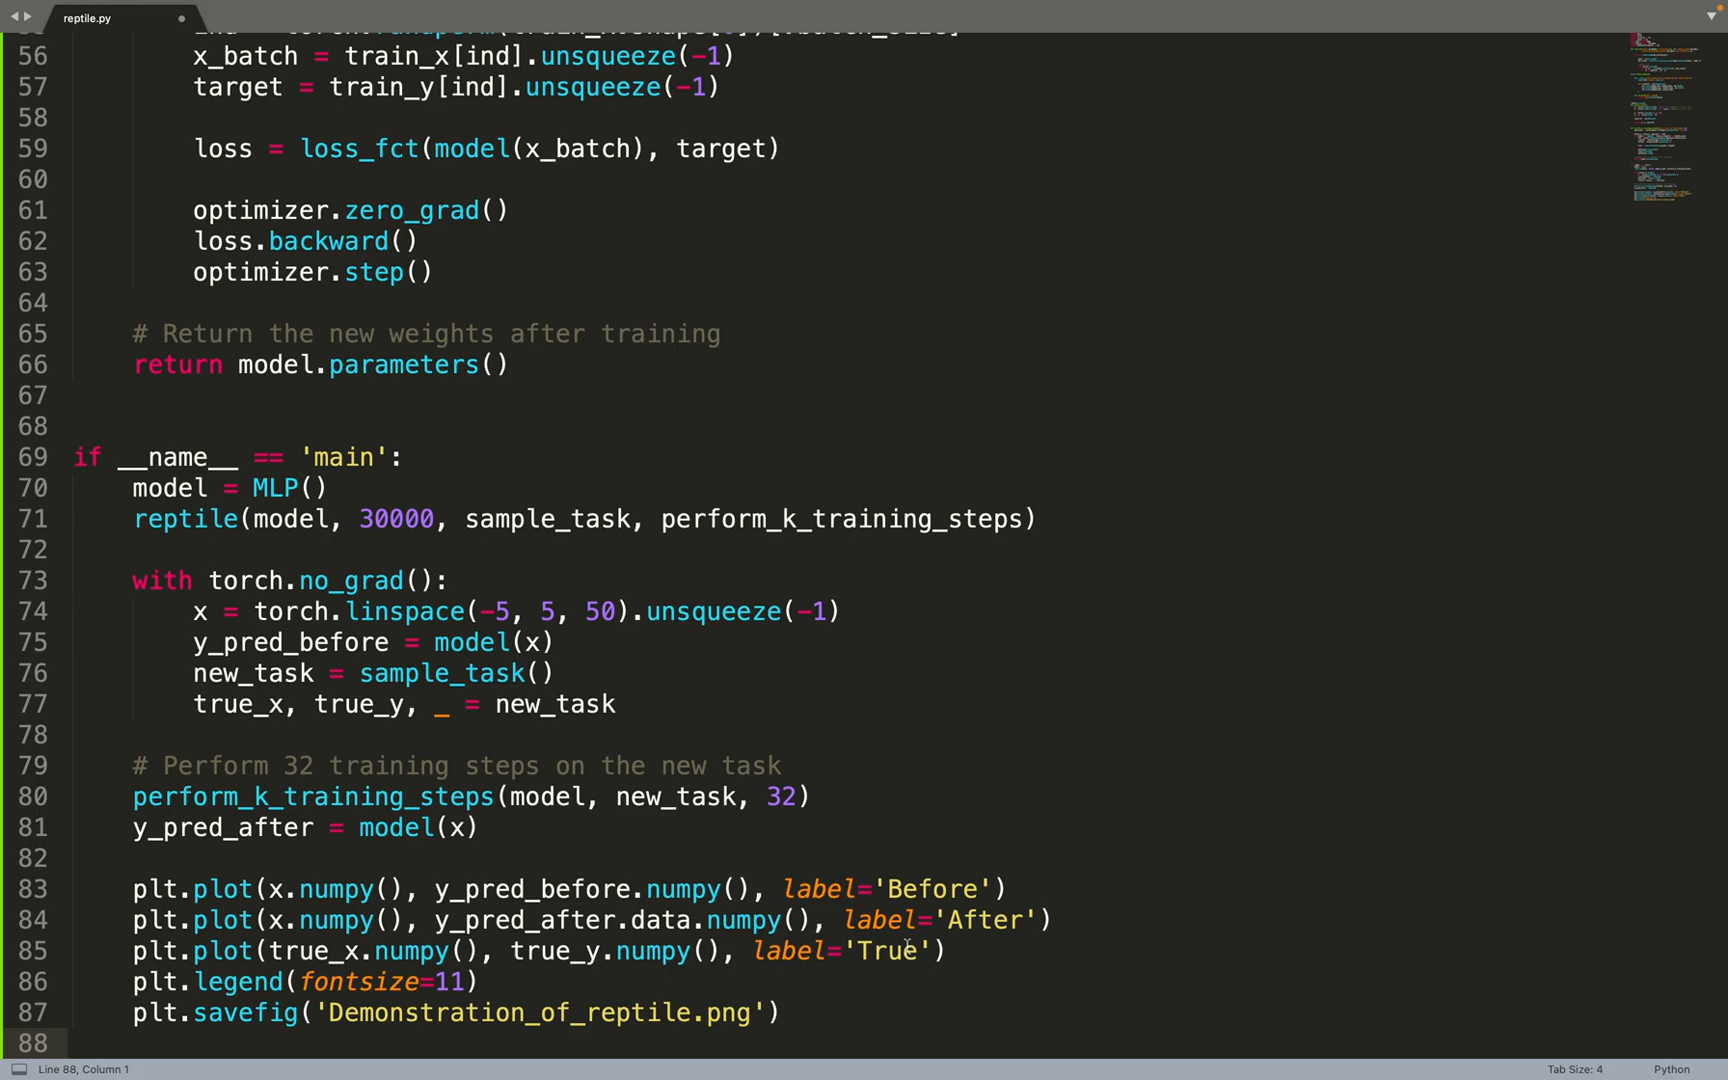 reptile.py
56 x_batch = train_x[ind].unsqueeze(-1)
57 target = train_y[ind].unsqueeze(-1)
58
59 loss = loss_fct(model(x_batch), target)
60
61 optimizer.zero_grad()
62 loss.backward()
63 optimizer.step()
64
65 # Return the new weights after training
66 return model.parameters()
67
68
69 if __name__ == 'main':
70 model = MLP()
71 reptile(model, 30000, sample_task, perform_k_training_steps)
72
73 with torch.no_grad():
74 x = torch.linspace(-5, 5, 50).unsqueeze(-1)
75 y_pred_before = model(x)
76 new_task = sample_task()
77 true_x, true_y, _ = new_task
78
79 # Perform 32 training steps on the new task
80 perform_k_training_steps(model, new_task, 32)
81 y_pred_after = model(x)
82
83 plt.plot(x.numpy(), y_pred_before.numpy(), label='Before')
84 plt.plot(x.numpy(), y_pred_after.data.numpy(), label='After')
85 plt.plot(true_x.numpy(), true_y.numpy(), label='True')
86 plt.legend(fontsize=11)
87 plt.savefig('Demonstration_of_reptile.png')
88
Line 88, Column 1 Tab Size: 4 Python